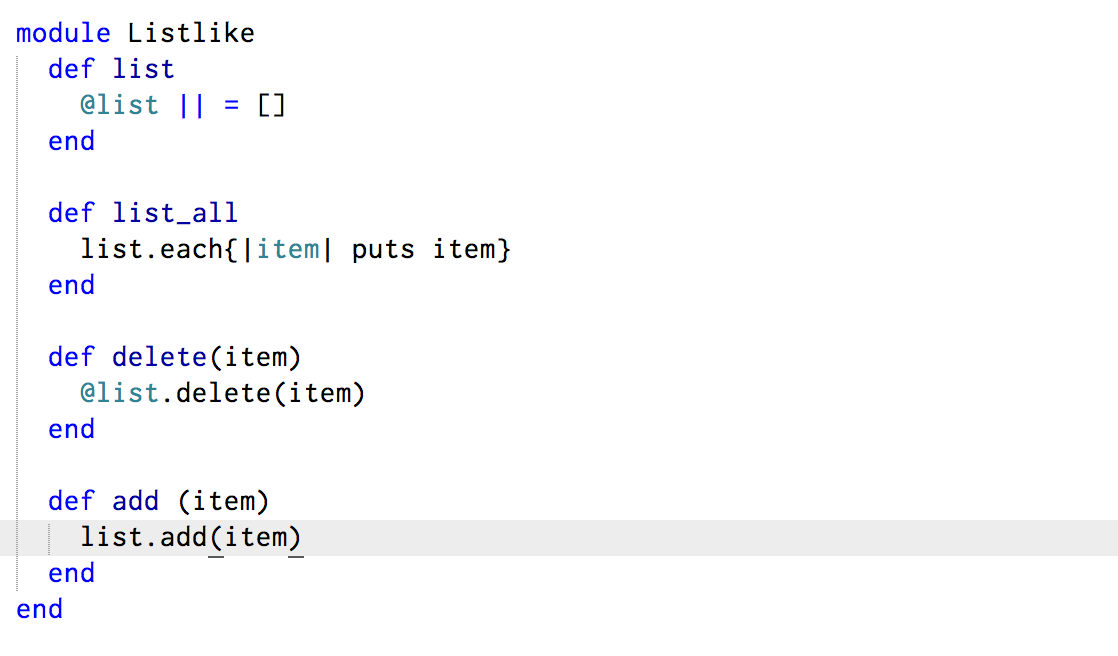 module Listlike
  def list
    @list || = []
  end

  def list_all
    list.each{|item| puts item}
  end

  def delete(item)
    @list.delete(item)
  end

  def add (item)
    list.add(item)
  end
end